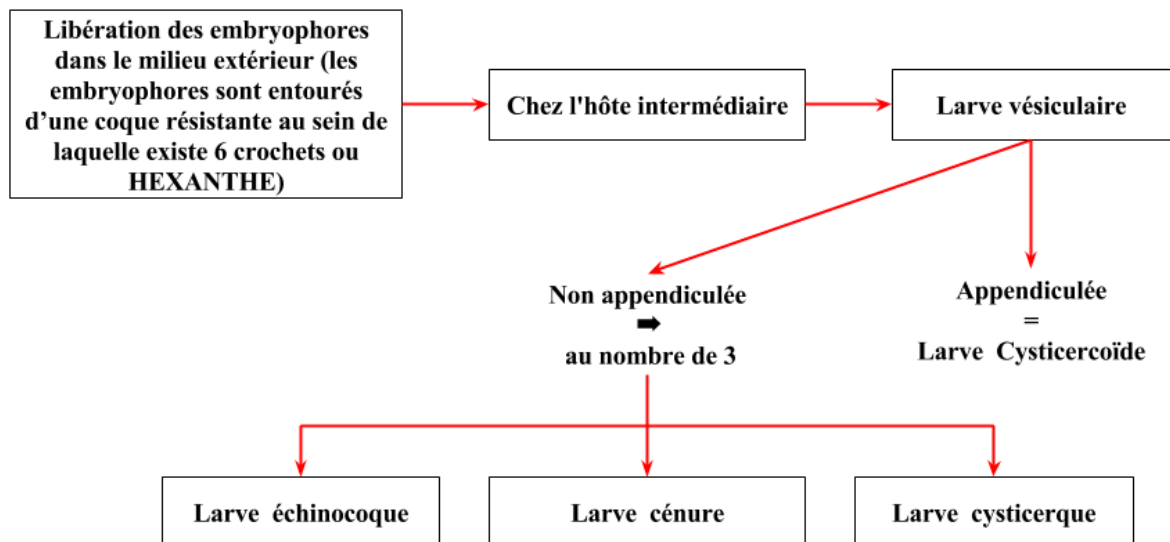 Libération des embryophores
dans le milieu extérieur (les
embryophores sont entourés
d’une coque résistante au sein de
laquelle existe 6 crochets ou
HEXANTHE)
Chez l'hôte intermédiaire
Larve vésiculaire
Non appendiculée
➡
au nombre de 3
Appendiculée
=
Larve Cysticercoïde
Larve échinocoque
Larve cénure
Larve cysticerque